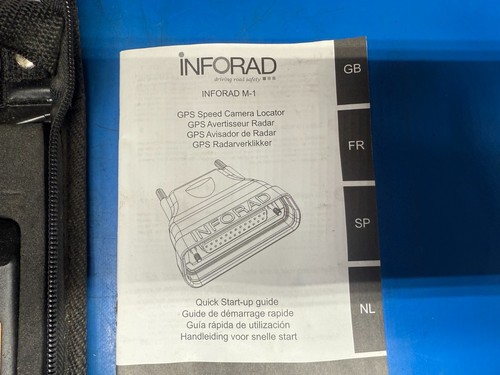 iNFORAD
driving road safety
INFORAD M-1
GPS Speed Camera Locator
GPS Avertisseur Radar
GPS Avisador de Radar
GPS Radarverklikker
INFORAD
Quick Start-up guide
Guide de démarrage rapide
Guía rápida de utilización
Handleiding voor snelle start
GB
FR
SP
NL